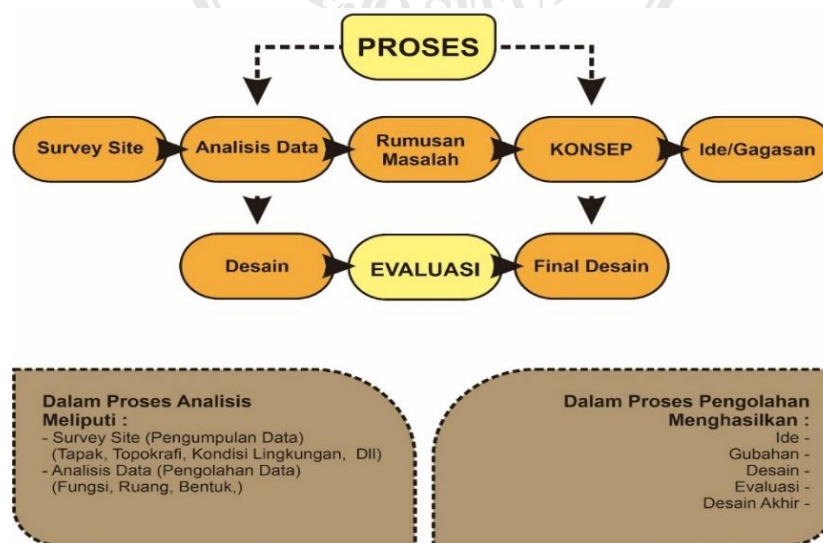 PROSES
Survey Site
Analisis Data
Rumusan
Masalah
KONSEP
Ide/Gagasan
Desain
EVALUASI
Final Desain
Dalam Proses Analisis
Meliputi :
- Survey Site (Pengumpulan Data)
(Tapak, Topokrafi, Kondisi Lingkungan, Dll)
- Analisis Data (Pengolahan Data)
(Fungsi, Ruang, Bentuk,)
Dalam Proses Pengolahan
Menghasilkan :
Ide -
Gubahan -
Desain -
Evaluasi -
Desain Akhir -